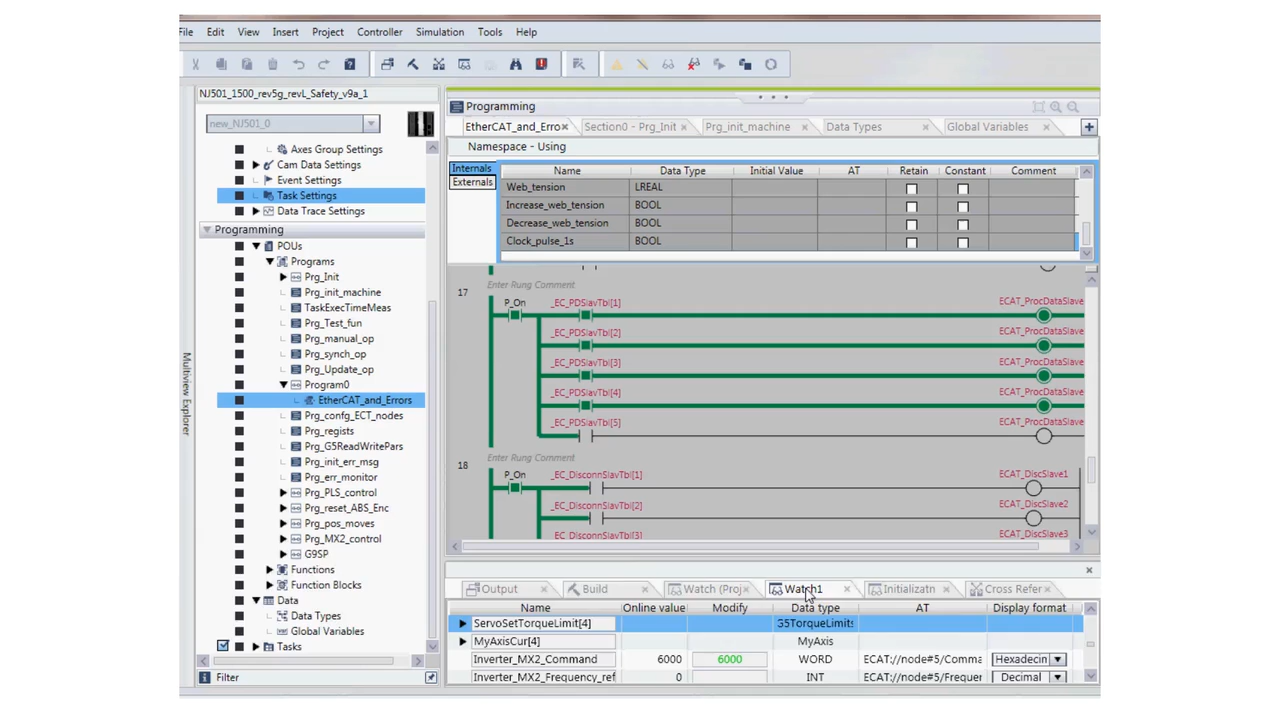 File Edit View Insert Project Controller Simulation Tools Help
NJ501_1500_rev5g_revL_Safety_v9a_1
new_NJ501_0
Axes Group Settings
Cam Data Settings
Event Settings
Task Settings
Data Trace Settings
Programming
POUs
Programs
Prg_Init
Prg_init_machine
TaskExecTimeMeas
Prg_Test_fun
Prg_manual_op
Prg_synch_op
Prg_Update_op
Program0
EtherCAT_and_Errors
Prg_confg_ECT_nodes
Prg_regists
Prg_G5ReadWritePars
Prg_init_err_msg
Prg_err_monitor
Prg_PLS_control
Prg_reset_ABS_Enc
Prg_pos_moves
Prg_MX2_control
G9SP
Functions
Function Blocks
Data
Data Types
Global Variables
Tasks
Filter
Multiview Explorer
Programming
EtherCAT_and_Erro Section0 - Prg_Init Prg_init_machine Data Types Global Variables
Namespace - Using
Internals
Externals
Name Data Type Initial Value AT Retain Constant Comment
Web_tension LREAL
Increase_web_tension BOOL
Decrease_web_tension BOOL
Clock_pulse_1s BOOL
Enter Rung Comment
17
P_On _EC_PDSlavTbl[1] ECAT_ProcDataSlave
_EC_PDSlavTbl[2] ECAT_ProcDataSlave
_EC_PDSlavTbl[3] ECAT_ProcDataSlave
_EC_PDSlavTbl[4] ECAT_ProcDataSlave
_EC_PDSlavTbl[5] ECAT_ProcDataSlave
Enter Rung Comment
18
P_On _EC_DisconnSlavTbl[1] ECAT_DiscSlave1
_EC_DisconnSlavTbl[2] ECAT_DiscSlave2
_EC_DisconnSlavTbl[3] ECAT_DiscSlave3
Output Build Watch (Proj Watch1 Initializatn Cross Refer
Name Online value Modify Data type AT Display format
ServoSetTorqueLimit[4] G5TorqueLimits
MyAxisCur[4] MyAxis
Inverter_MX2_Command 6000 6000 WORD ECAT://node#5/Comma Hexadecin
Inverter_MX2_Frequency_ref 0 INT ECAT://node#5/Frequer Decimal